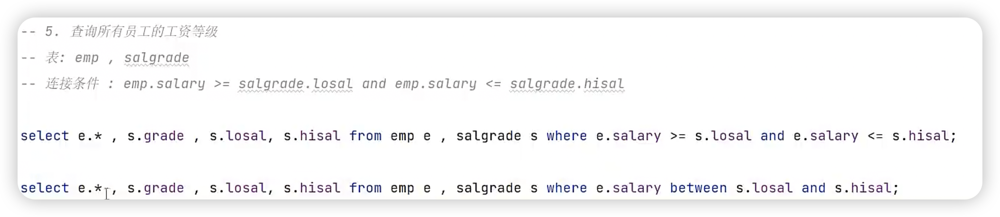 -- 5. 查询所有员工的工资等级
-- 表: emp , salgrade
-- 连接条件 : emp.salary >= salgrade.losal and emp.salary <= salgrade.hisal
select e.* , s.grade , s.losal, s.hisal from emp e , salgrade s where e.salary >= s.losal and e.salary <= s.hisal;
select e.* , s.grade , s.losal, s.hisal from emp e , salgrade s where e.salary between s.losal and s.hisal;